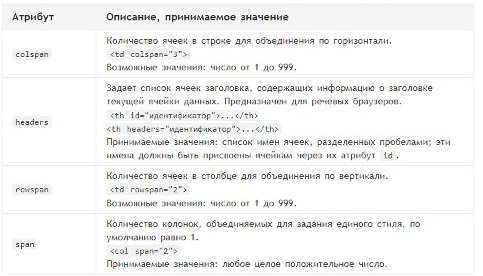 Атрибут Описание, принимаемое значение
colspan
Количество ячеек в строке для объединения по горизонтали.
<td colspan="3">
Возможные значения: число от 1 до 999.
headers
Задает список ячеек заголовка, содержащих информацию о заголовке
текущей ячейки данных. Предназначен для речевых браузеров.
<th id="идентификатор">...</th>
<th headers="идентификатор">...</th>
Принимаемые значения: список имен ячеек, разделенных пробелами; эти
имена должны быть присвоены ячейкам через их атрибут id.
rowspan
Количество ячеек в столбце для объединения по вертикали.
<td rowspan="2">
Возможные значения: число от 1 до 999.
span
Количество колонок, объединяемых для задания единого стиля, по
умолчанию равно 1.
<col span="2">
Принимаемые значения: любое целое положительное число.